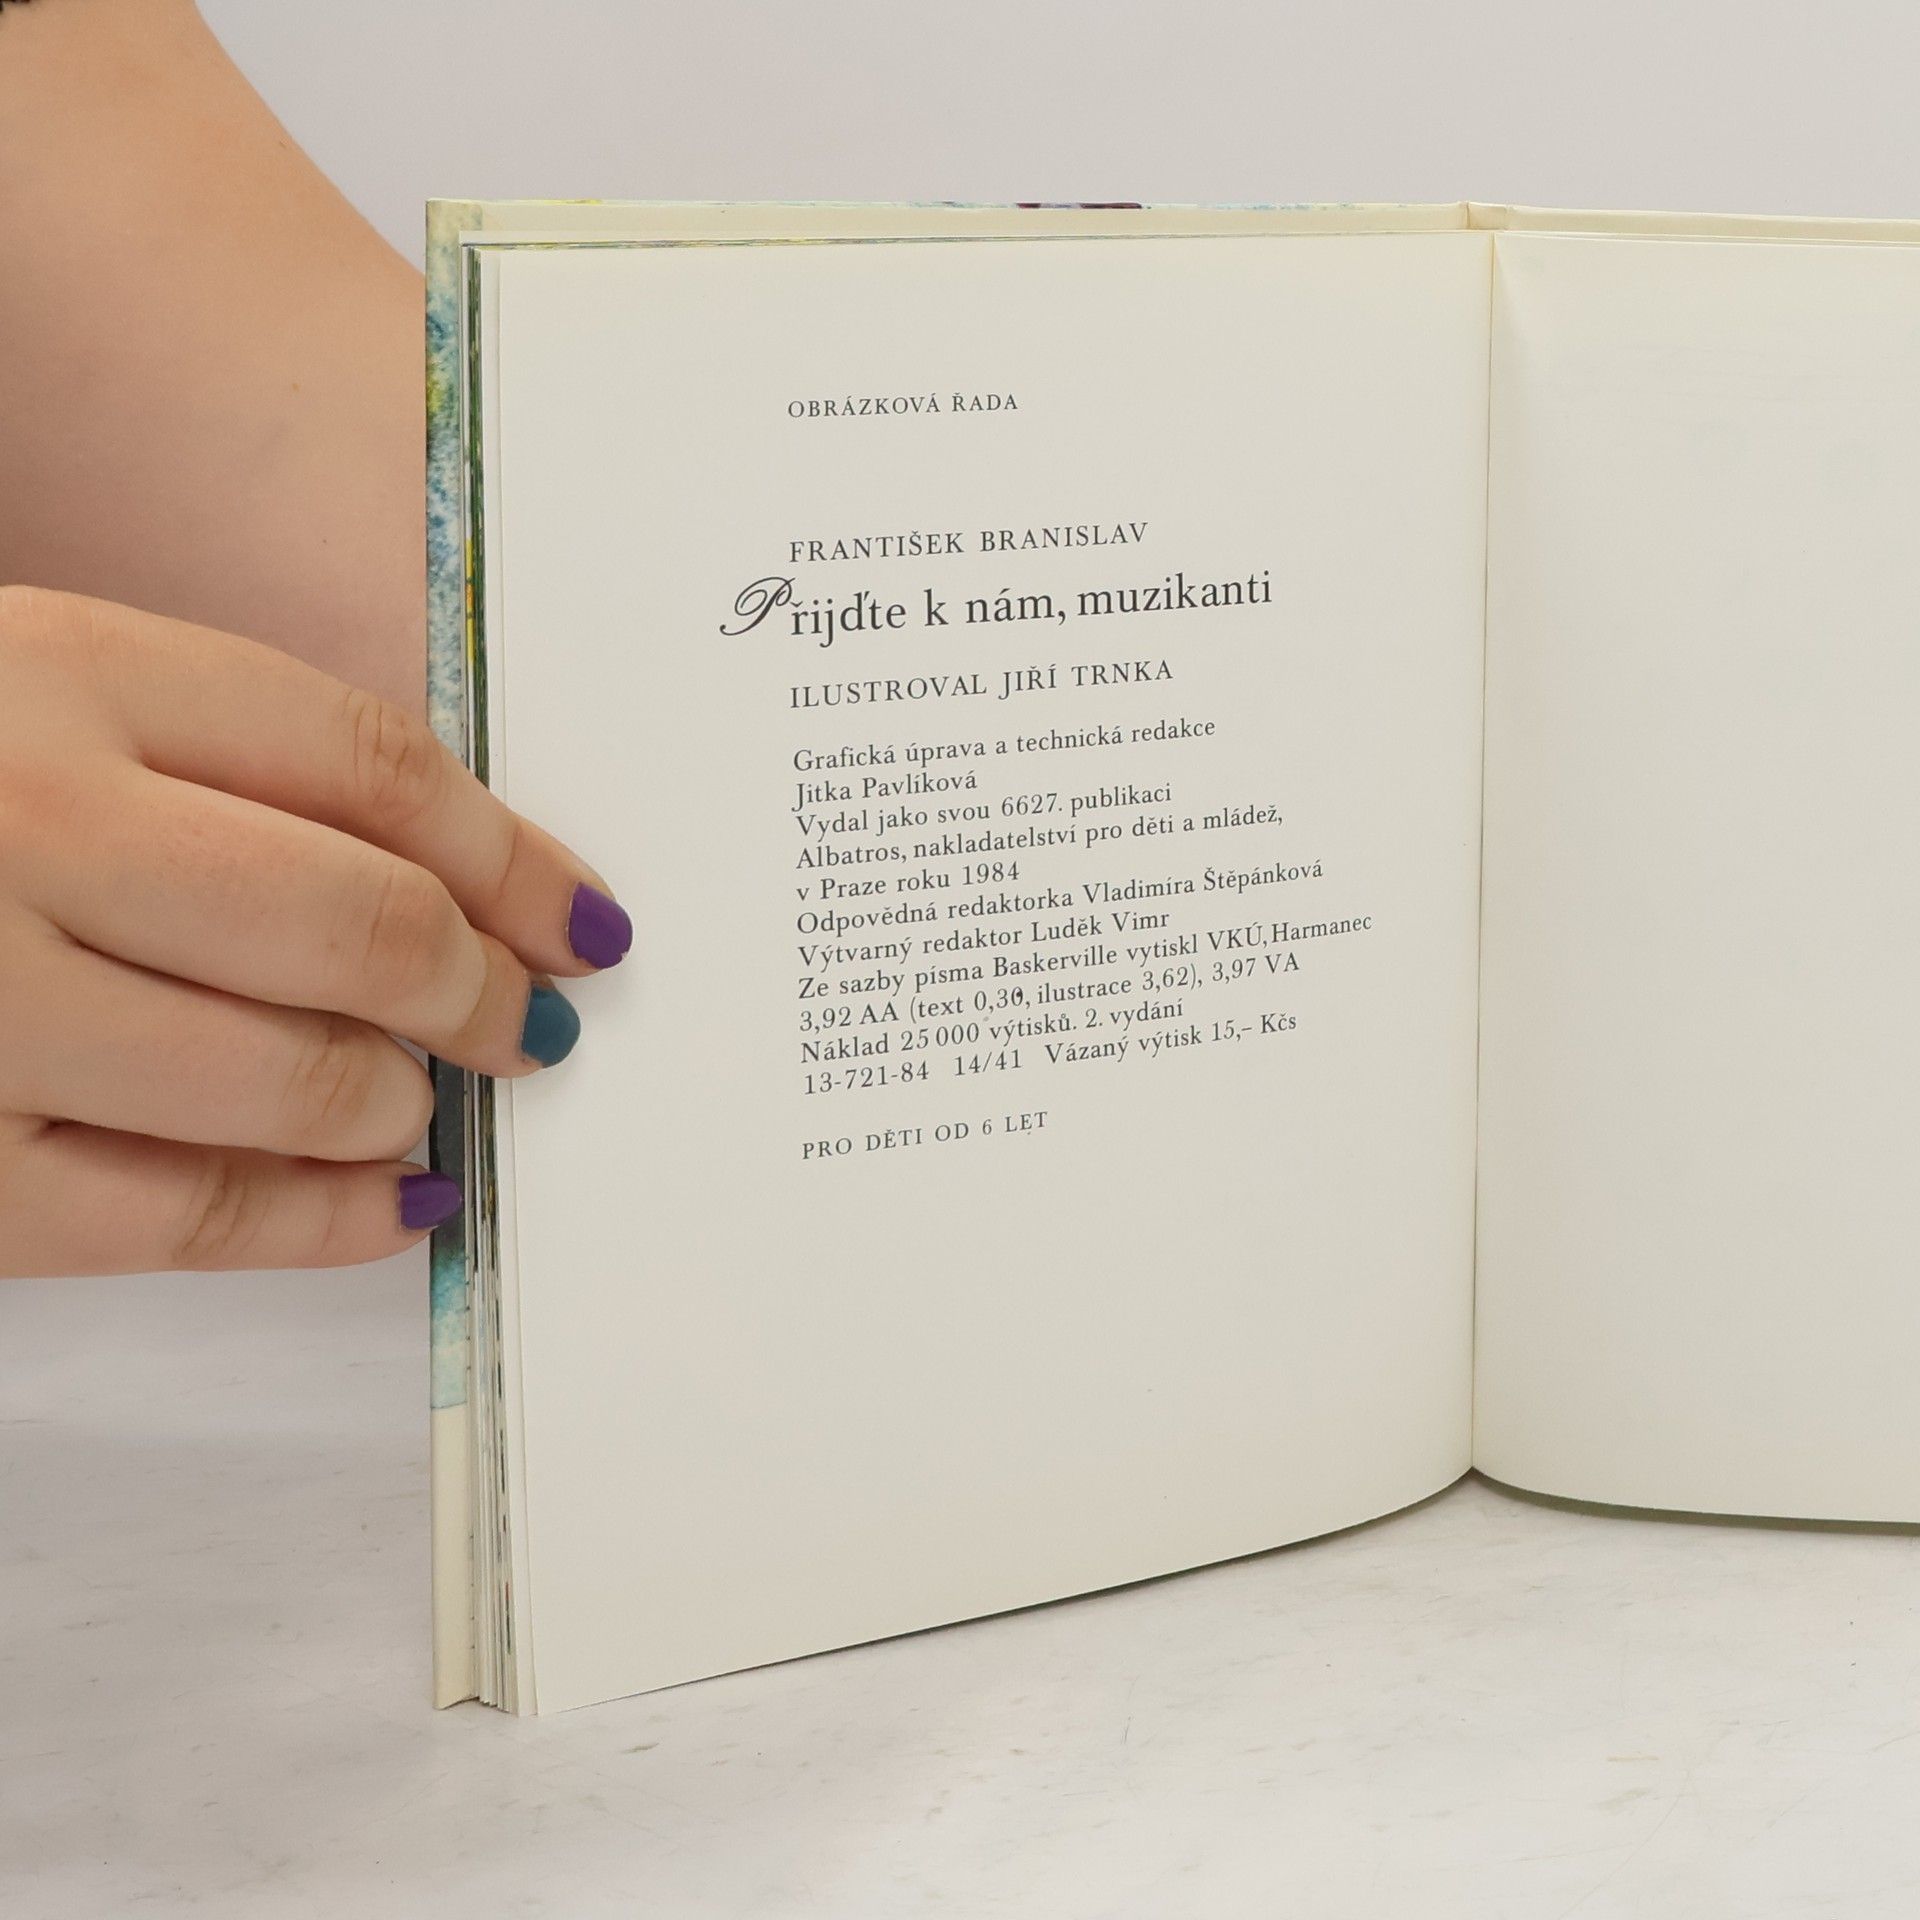 OBRÁZKOVÁ ŘADA
FRANTIŠEK BRANISLAV
Přijďte k nám, muzikanti
ILUSTROVAL JIŘÍ TRNKA
Grafická úprava a technická redakce
Jitka Pavlíková
Vydal jako svou 6627. publikaci
Albatros, nakladatelství pro děti a mládež,
v Praze roku 1984
Odpovědná redaktorka Vladimíra Štěpánková
Výtvarný redaktor Luděk Vimr
Ze sazby písma Baskerville vytiskl VKÚ, Harmanec
3,92 AA (text 0,30, ilustrace 3,62), 3,97 VA
Náklad 25 000 výtisků. 2. vydání
13-721-84 14/41 Vázaný výtisk 15,– Kčs
PRO DĚTI OD 6 LET